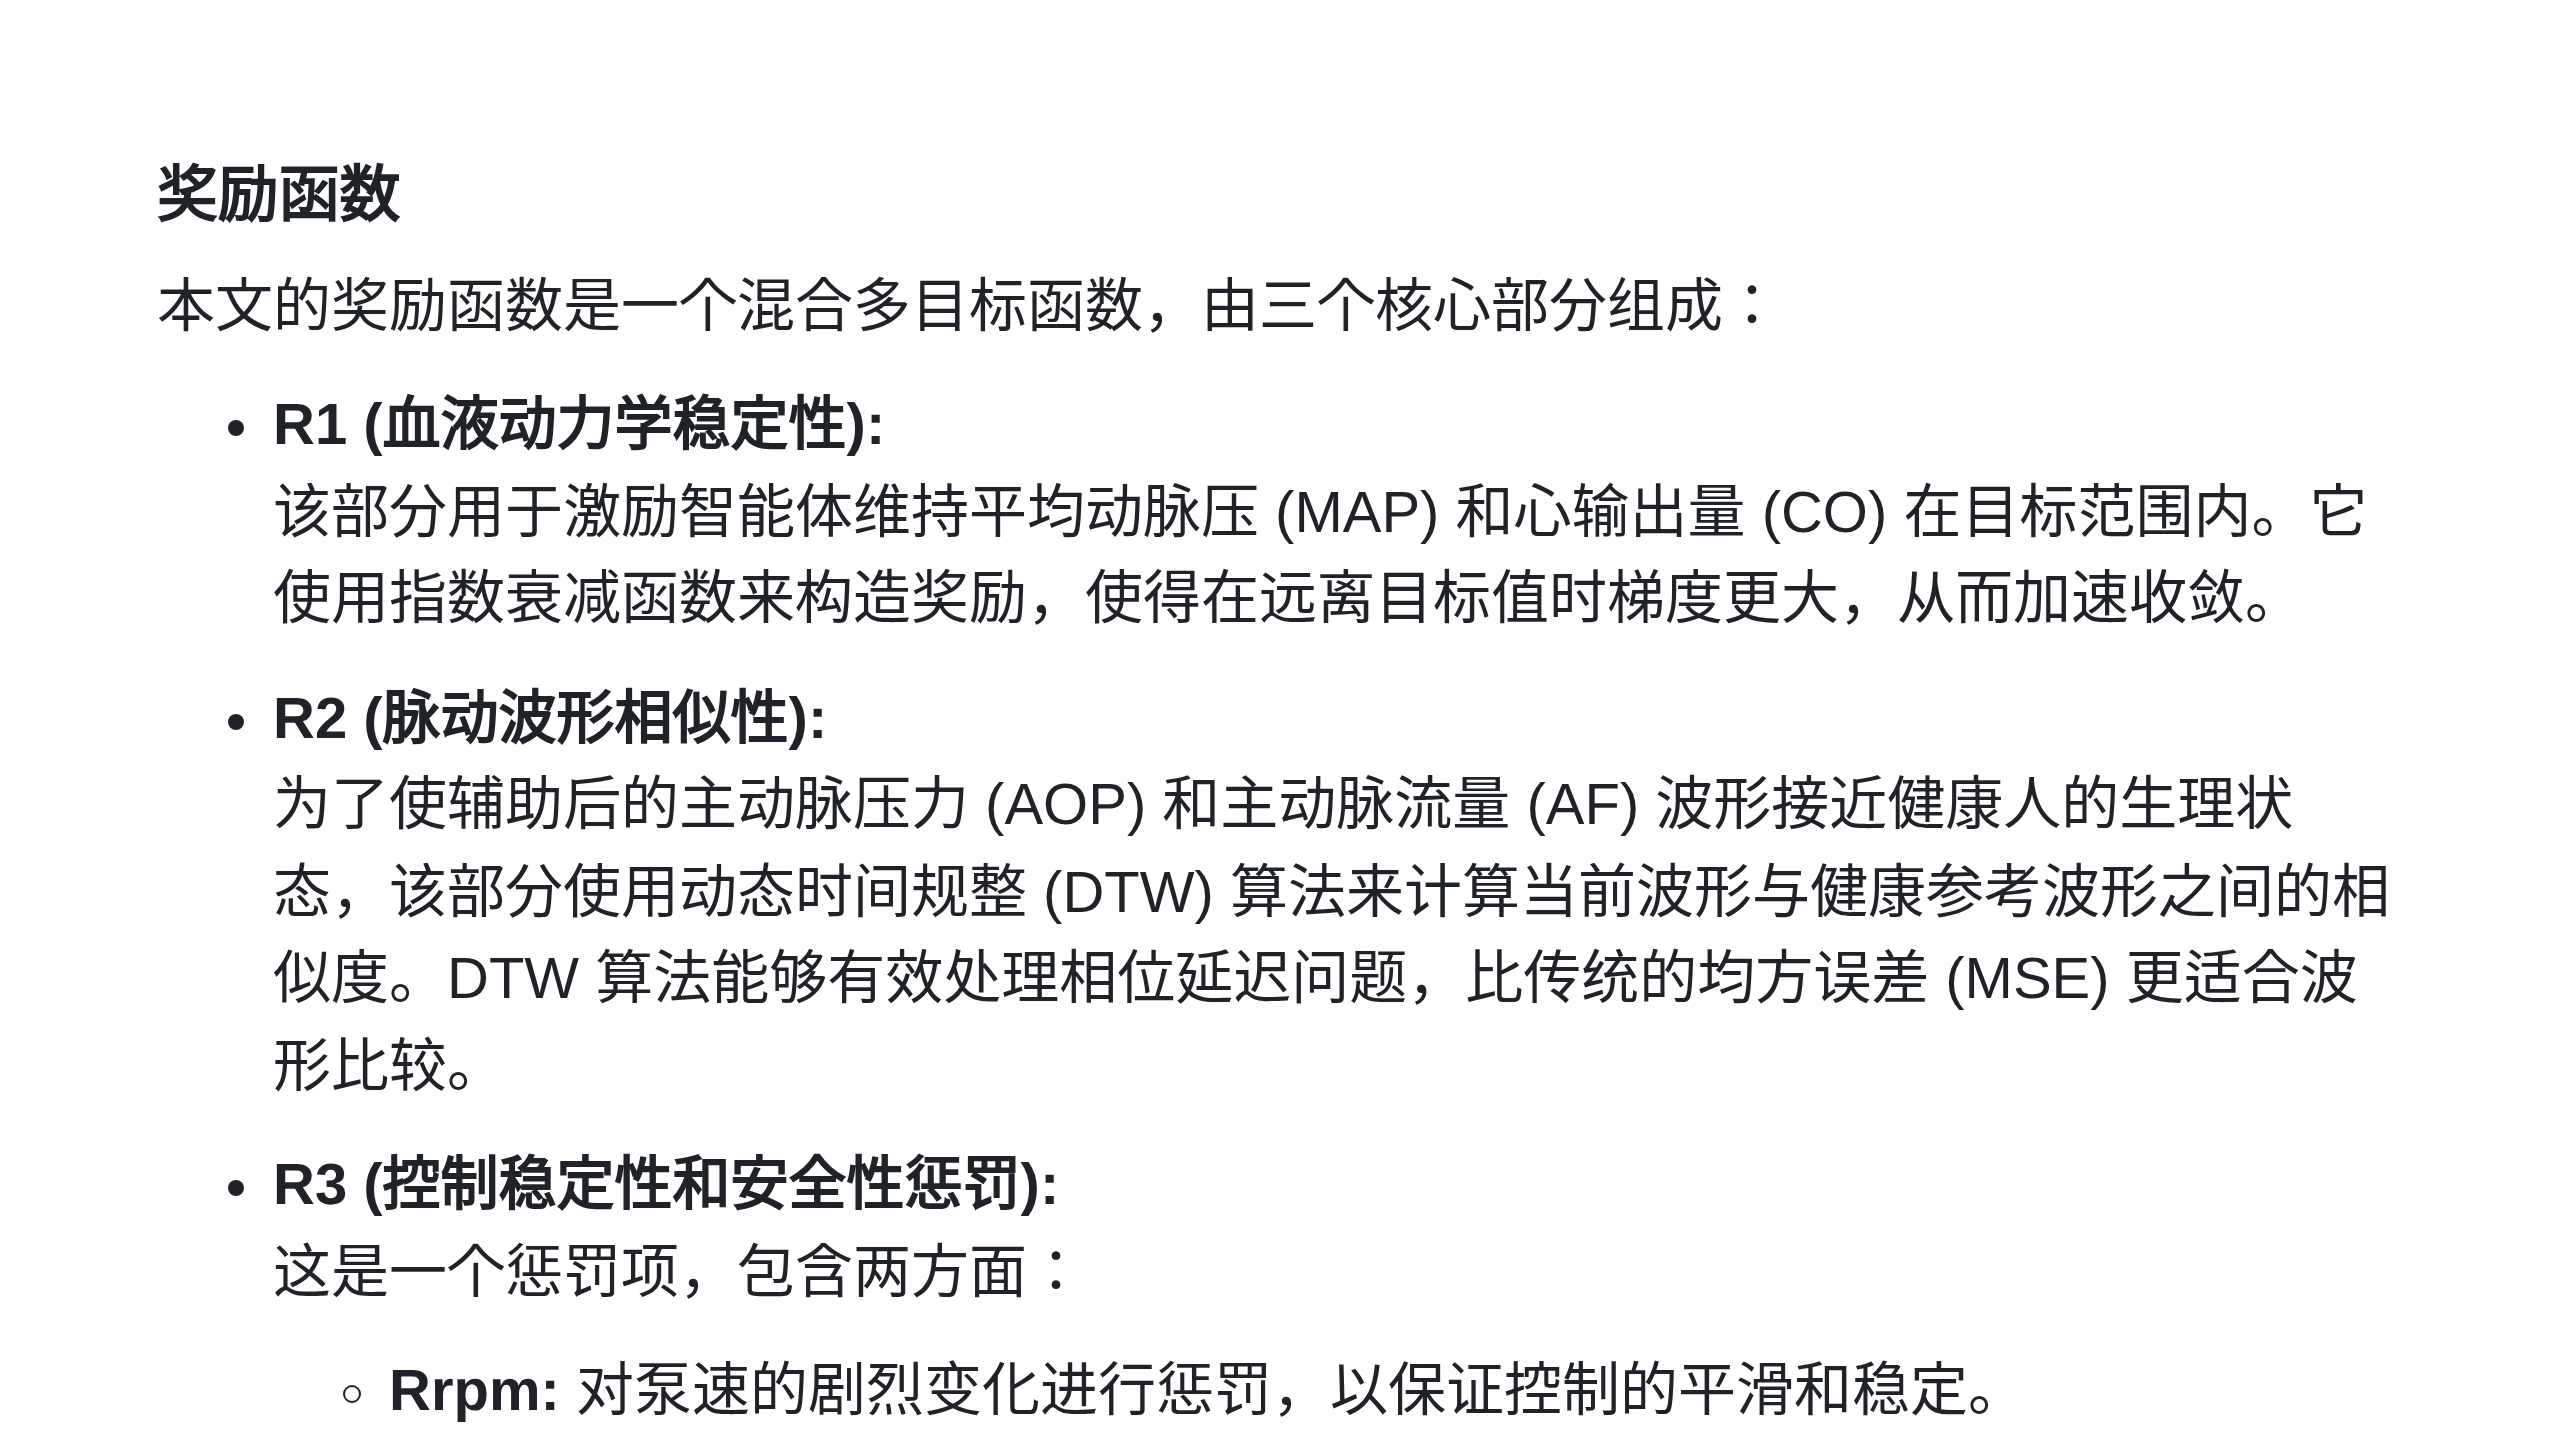 奖励函数
本文的奖励函数是一个混合多目标函数，由三个核心部分组成：
• R1 (血液动力学稳定性):
该部分用于激励智能体维持平均动脉压 (MAP) 和心输出量 (CO) 在目标范围内。它
使用指数衰减函数来构造奖励，使得在远离目标值时梯度更大，从而加速收敛。
• R2 (脉动波形相似性):
为了使辅助后的主动脉压力 (AOP) 和主动脉流量 (AF) 波形接近健康人的生理状
态，该部分使用动态时间规整 (DTW) 算法来计算当前波形与健康参考波形之间的相
似度。DTW 算法能够有效处理相位延迟问题，比传统的均方误差 (MSE) 更适合波
形比较。
• R3 (控制稳定性和安全性惩罚):
这是一个惩罚项，包含两方面：
◦ Rrpm: 对泵速的剧烈变化进行惩罚，以保证控制的平滑和稳定。